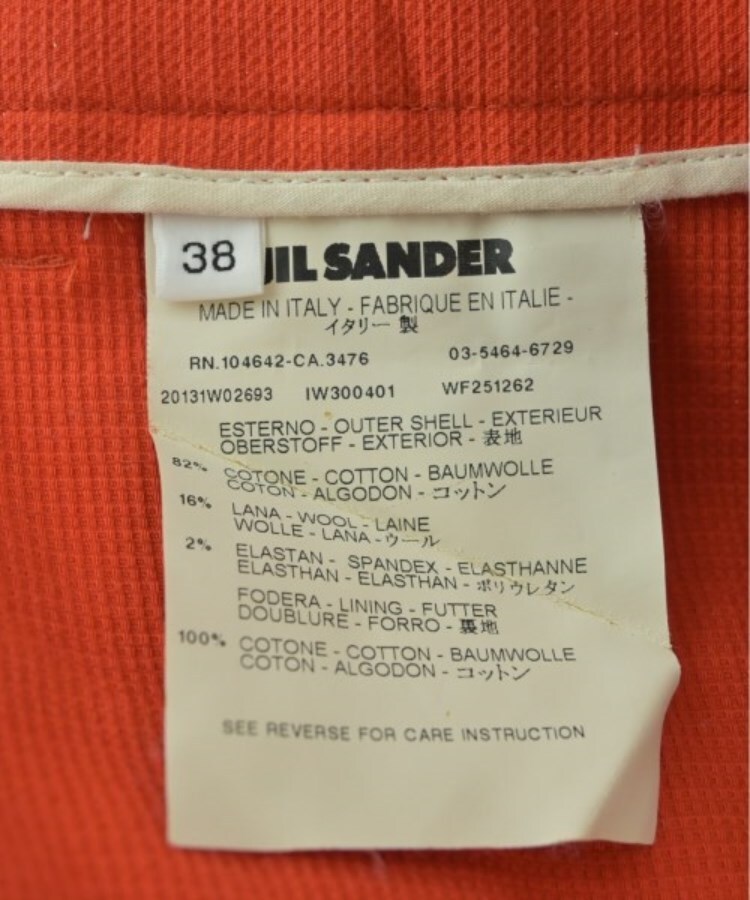 38
JIL SANDER
MADE IN ITALY - FABRIQUE EN ITALIE -
イタリー 製
RN.104642-CA.3476 03-5464-6729
20131W02693 IW300401 WF251262
ESTERNO - OUTER SHELL - EXTERIEUR
OBERSTOFF - EXTERIOR - 表地
82% COTONE - COTTON - BAUMWOLLE
COTON - ALGODON - コットン
16% LANA - WOOL - LAINE
WOLLE - LANA - ウール
2% ELASTAN - SPANDEX - ELASTHANNE
ELASTHAN - ELASTHAN - ポリウレタン
FODERA - LINING - FUTTER
DOUBLURE - FORRO - 裏地
100% COTONE - COTTON - BAUMWOLLE
COTON - ALGODON - コットン
SEE REVERSE FOR CARE INSTRUCTION